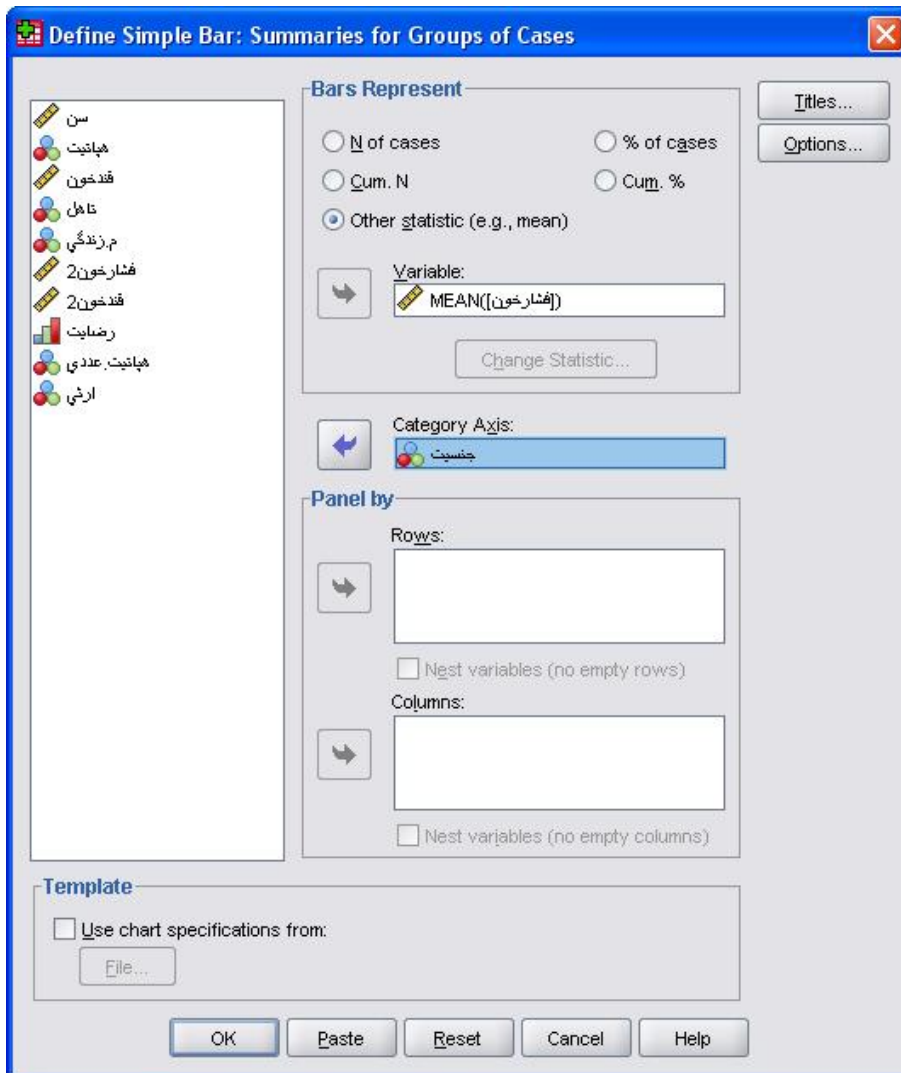 Define Simple Bar: Summaries for Groups of Cases
سن
هپاتیت
قندخون
تاهل
م.زندگي
فشارخون2
قندخون2
رضایت
هپاتیت.عددي
ارثي
Bars Represent
N of cases
% of cases
Cum. N
Cum. %
Other statistic (e.g., mean)
Variable:
MEAN([فشارخون])
Change Statistic...
Category Axis:
جنسیت
Panel by
Rows:
Nest variables (no empty rows)
Columns:
Nest variables (no empty columns)
Titles...
Options...
Template
Use chart specifications from:
File...
OK
Paste
Reset
Cancel
Help